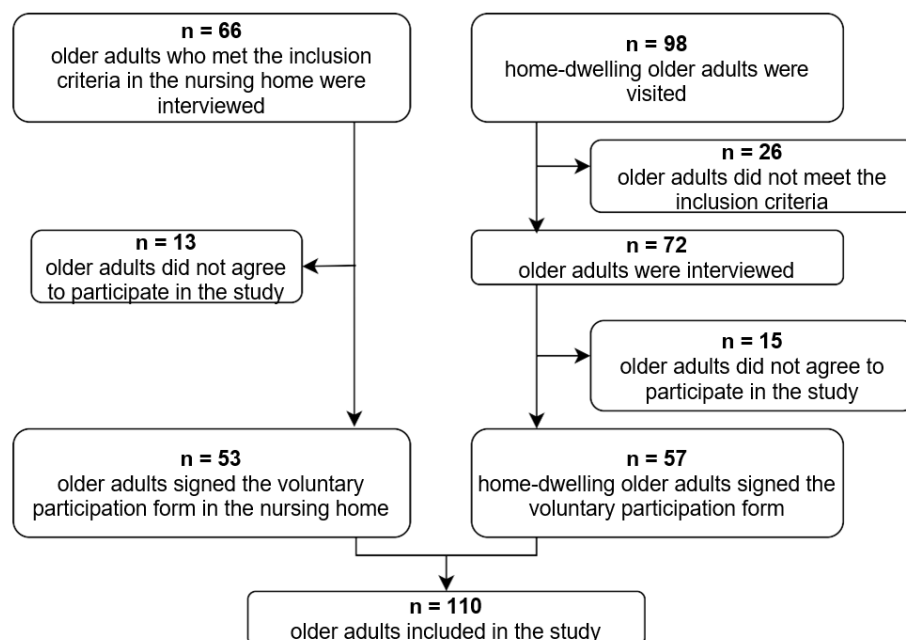 n = 66
older adults who met the inclusion
criteria in the nursing home were
interviewed
n = 98
home-dwelling older adults were
visited
n = 26
older adults did not meet the
inclusion criteria
n = 13
older adults did not agree
to participate in the study
n = 72
older adults were interviewed
n = 15
older adults did not agree to
participate in the study
n = 53
older adults signed the voluntary
participation form in the nursing home
n = 57
home-dwelling older adults signed the
voluntary participation form
n = 110
older adults included in the study